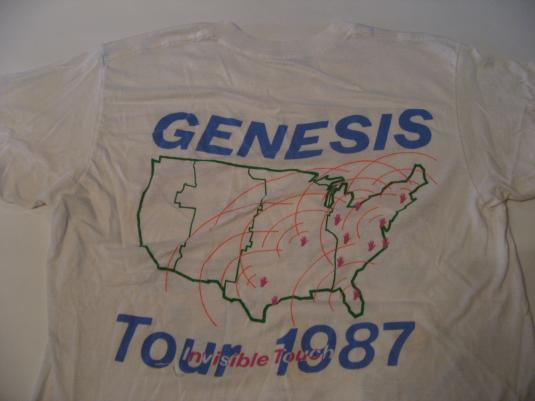 GENESIS
Tour 1987
Invisible Touch